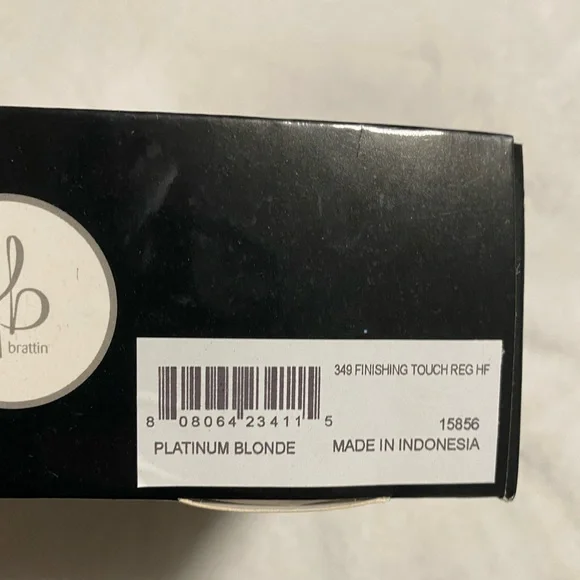 b
brattin
349 FINISHING TOUCH REG HF
8 08064 23411 5
15856
PLATINUM BLONDE
MADE IN INDONESIA